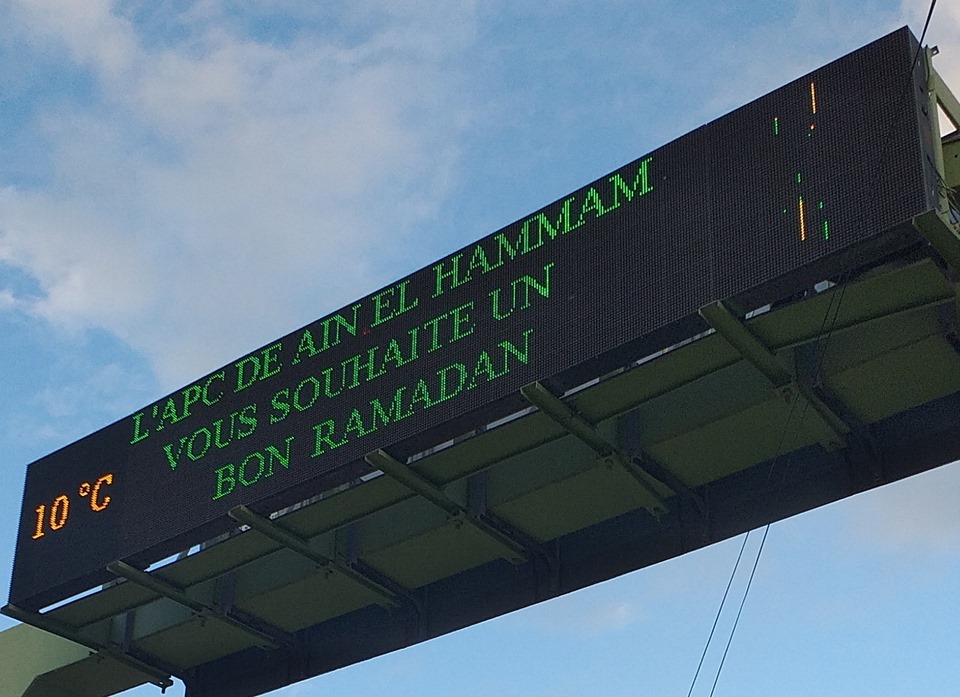 L'APC DE AIN EL HAMMAM
VOUS SOUHAITE UN
BON RAMADAN
10 °C